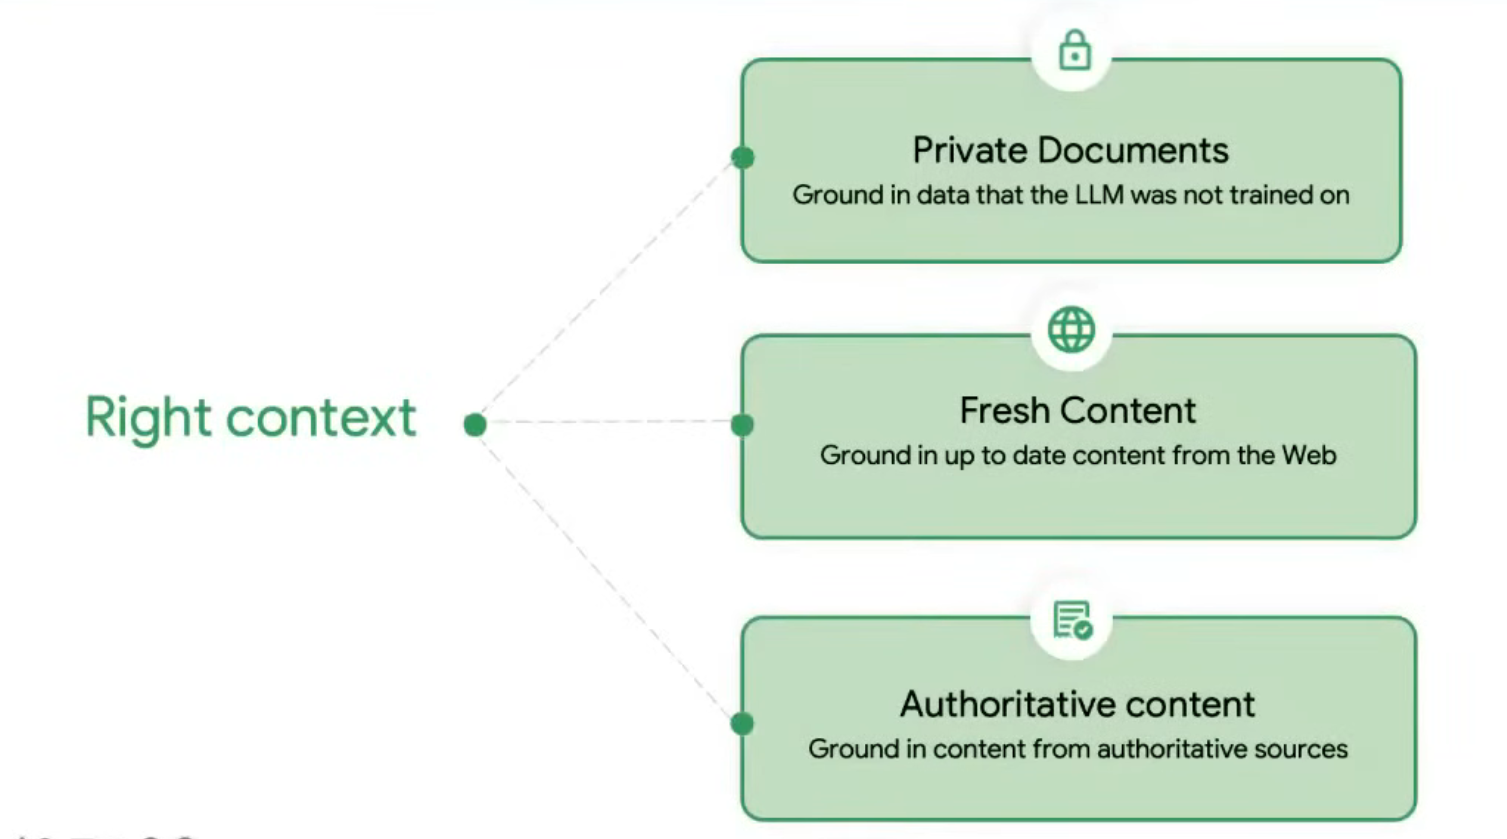 Private Documents
Ground in data that the LLM was not trained on
Right context
Fresh Content
Ground in up to date content from the Web
Authoritative content
Ground in content from authoritative sources